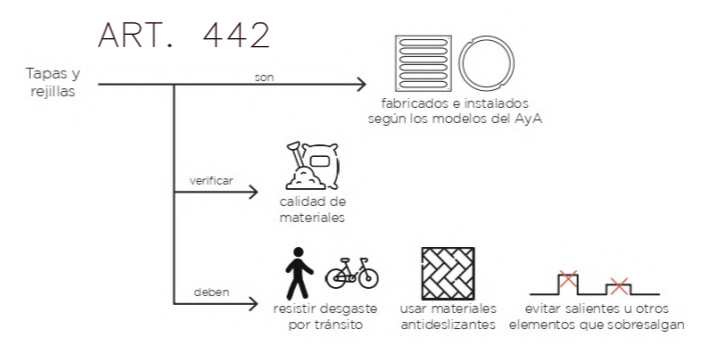 ART. 442
Tapas y
rejillas
son
fabricados e instalados
según los modelos del AyA
verificar
calidad de
materiales
deben
resistir desgaste
por tránsito
usar materiales
antideslizantes
evitar salientes u otros
elementos que sobresalgan